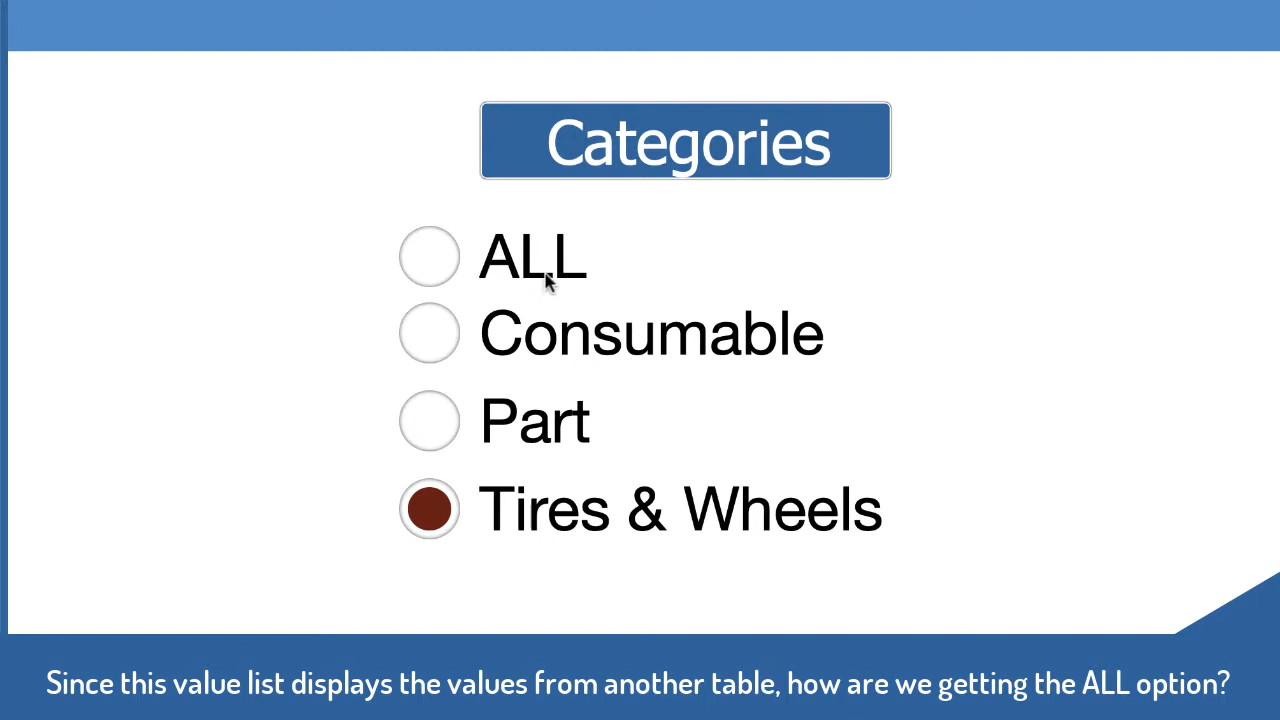 Categories
ALL
Consumable
Part
Tires & Wheels
Since this value list displays the values from another table, how are we getting the ALL option?